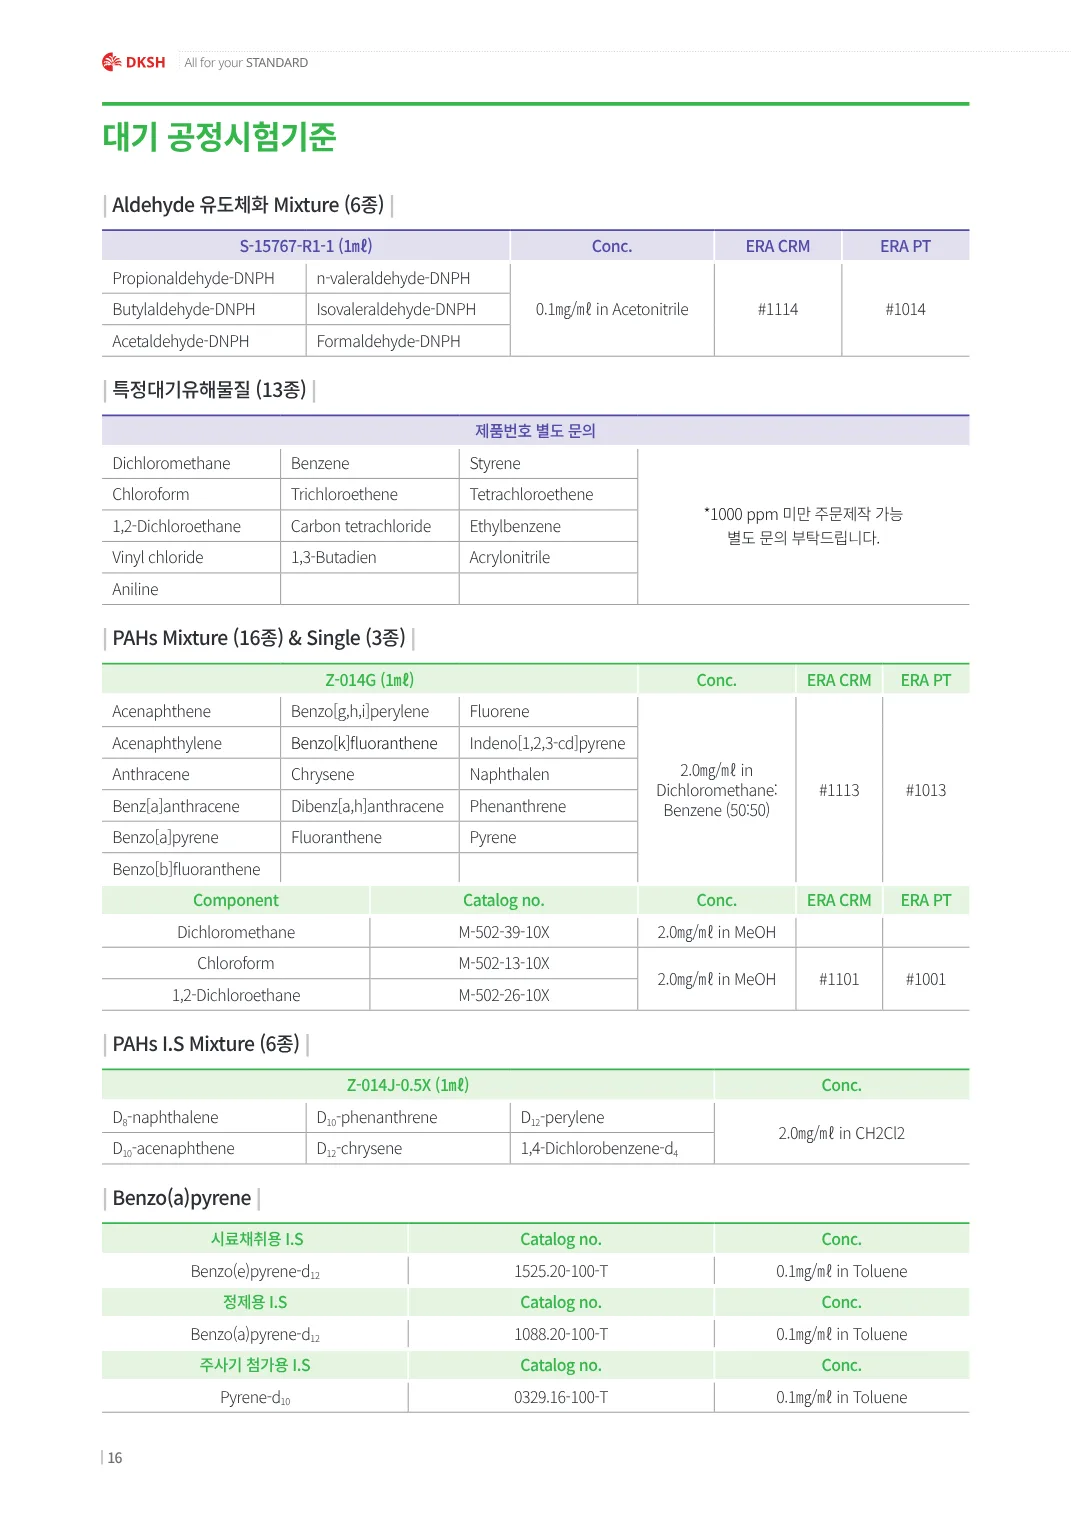 DKSH All for your STANDARD
대기 공정시험기준
Aldehyde 유도체화 Mixture (6종)
S-15767-R1-1 (1㎖) Conc. ERA CRM ERA PT
Propionaldehyde-DNPH n-valeraldehyde-DNPH
Butylaldehyde-DNPH Isovaleraldehyde-DNPH 0.1㎎/㎖ in Acetonitrile #1114 #1014
Acetaldehyde-DNPH Formaldehyde-DNPH
특정대기유해물질 (13종)
제품번호 별도 문의
Dichloromethane Benzene Styrene
Chloroform Trichloroethene Tetrachloroethene
1,2-Dichloroethane Carbon tetrachloride Ethylbenzene
Vinyl chloride 1,3-Butadien Acrylonitrile
Aniline
*1000 ppm 미만 주문제작 가능
별도 문의 부탁드립니다.
PAHs Mixture (16종) & Single (3종)
Z-014G (1㎖) Conc. ERA CRM ERA PT
Acenaphthene Benzo[g,h,i]perylene Fluorene
Acenaphthylene Benzo[k]fluoranthene Indeno[1,2,3-cd]pyrene
Anthracene Chrysene Naphthalen
Benz[a]anthracene Dibenz[a,h]anthracene Phenanthrene
Benzo[a]pyrene Fluoranthene Pyrene
Benzo[b]fluoranthene
2.0㎎/㎖ in
Dichloromethane:
Benzene (50:50)
#1113 #1013
Component Catalog no. Conc. ERA CRM ERA PT
Dichloromethane M-502-39-10X 2.0㎎/㎖ in MeOH
Chloroform M-502-13-10X
2.0㎎/㎖ in MeOH #1101 #1001
1,2-Dichloroethane M-502-26-10X
PAHs I.S Mixture (6종)
Z-014J-0.5X (1㎖) Conc.
D8-naphthalene D10-phenanthrene D12-perylene
2.0㎎/㎖ in CH2Cl2
D10-acenaphthene D12-chrysene 1,4-Dichlorobenzene-d4
Benzo(a)pyrene
시료채취용 I.S Catalog no. Conc.
Benzo(e)pyrene-d12 1525.20-100-T 0.1㎎/㎖ in Toluene
정제용 I.S Catalog no. Conc.
Benzo(a)pyrene-d12 1088.20-100-T 0.1㎎/㎖ in Toluene
주사기 첨가용 I.S Catalog no. Conc.
Pyrene-d10 0329.16-100-T 0.1㎎/㎖ in Toluene
16